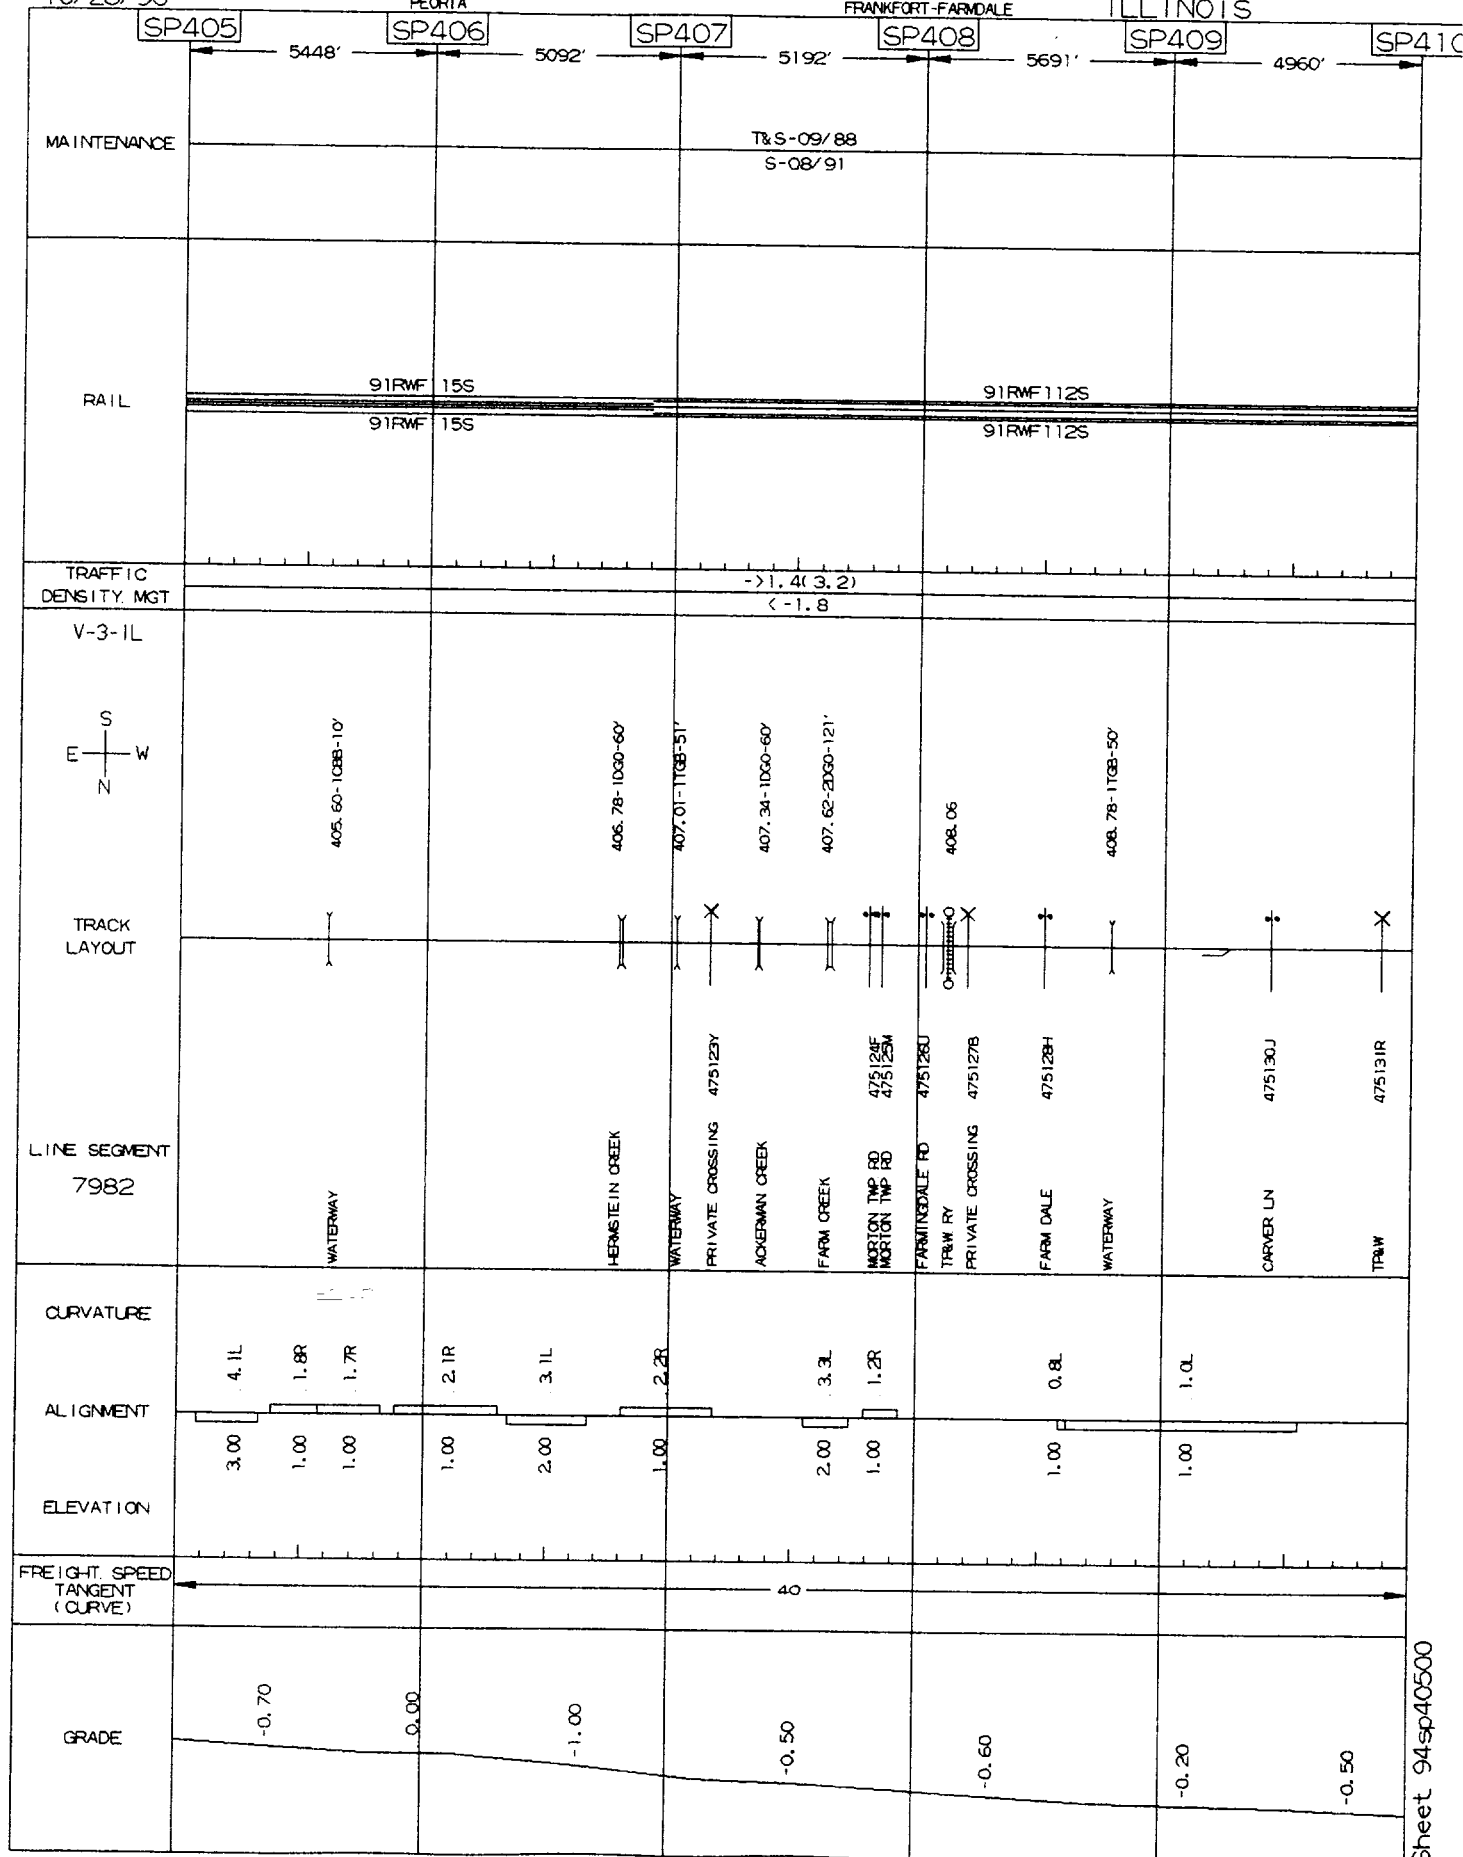 PEORIA
FRANKFORT-FARMDALE
ILLINOIS
SP405
SP406
SP407
SP408
SP409
5448'
5092'
5192'
5691'
4960'
MAINTENANCE
T&S-09/88
S-08/91
RAIL
91RWF115S
91RWF112S
91RWF115S
91RWF112S
TRAFFIC
DENSITY. MGT
->1.4(3.2)
<-1.8
V-3-IL
S
E W
N
405.60-1CBB-10'
406.78-1DGO-60'
407.01-1TGB-51'
407.34-1DGO-60'
407.62-2DGO-121'
408.06
408.78-1TGB-50'
TRACK
LAYOUT
475123Y
475124F
475125M
475126U
475127B
475128H
475130J
475131R
LINE SEGMENT
7982
WATERWAY
HERMSTEIN CREEK
WATERWAY
PRIVATE CROSSING
ACKERMAN CREEK
FARM CREEK
MORTON TWP RD
MORTON TWP RD
FARMINGDALE RD
TP&W RY
PRIVATE CROSSING
FARM DALE
WATERWAY
CARVER LN
TP&W
CURVATURE
4.1L
1.8R
1.7R
2.1R
3.1L
2.2R
3.3L
1.2R
0.8L
1.0L
ALIGNMENT
3.00
1.00
1.00
1.00
2.00
1.00
2.00
1.00
1.00
1.00
ELEVATION
FREIGHT. SPEED
TANGENT
(CURVE)
40
GRADE
-0.70
0.00
-1.00
-0.50
-0.60
-0.20
-0.50
Sheet 94sp40500